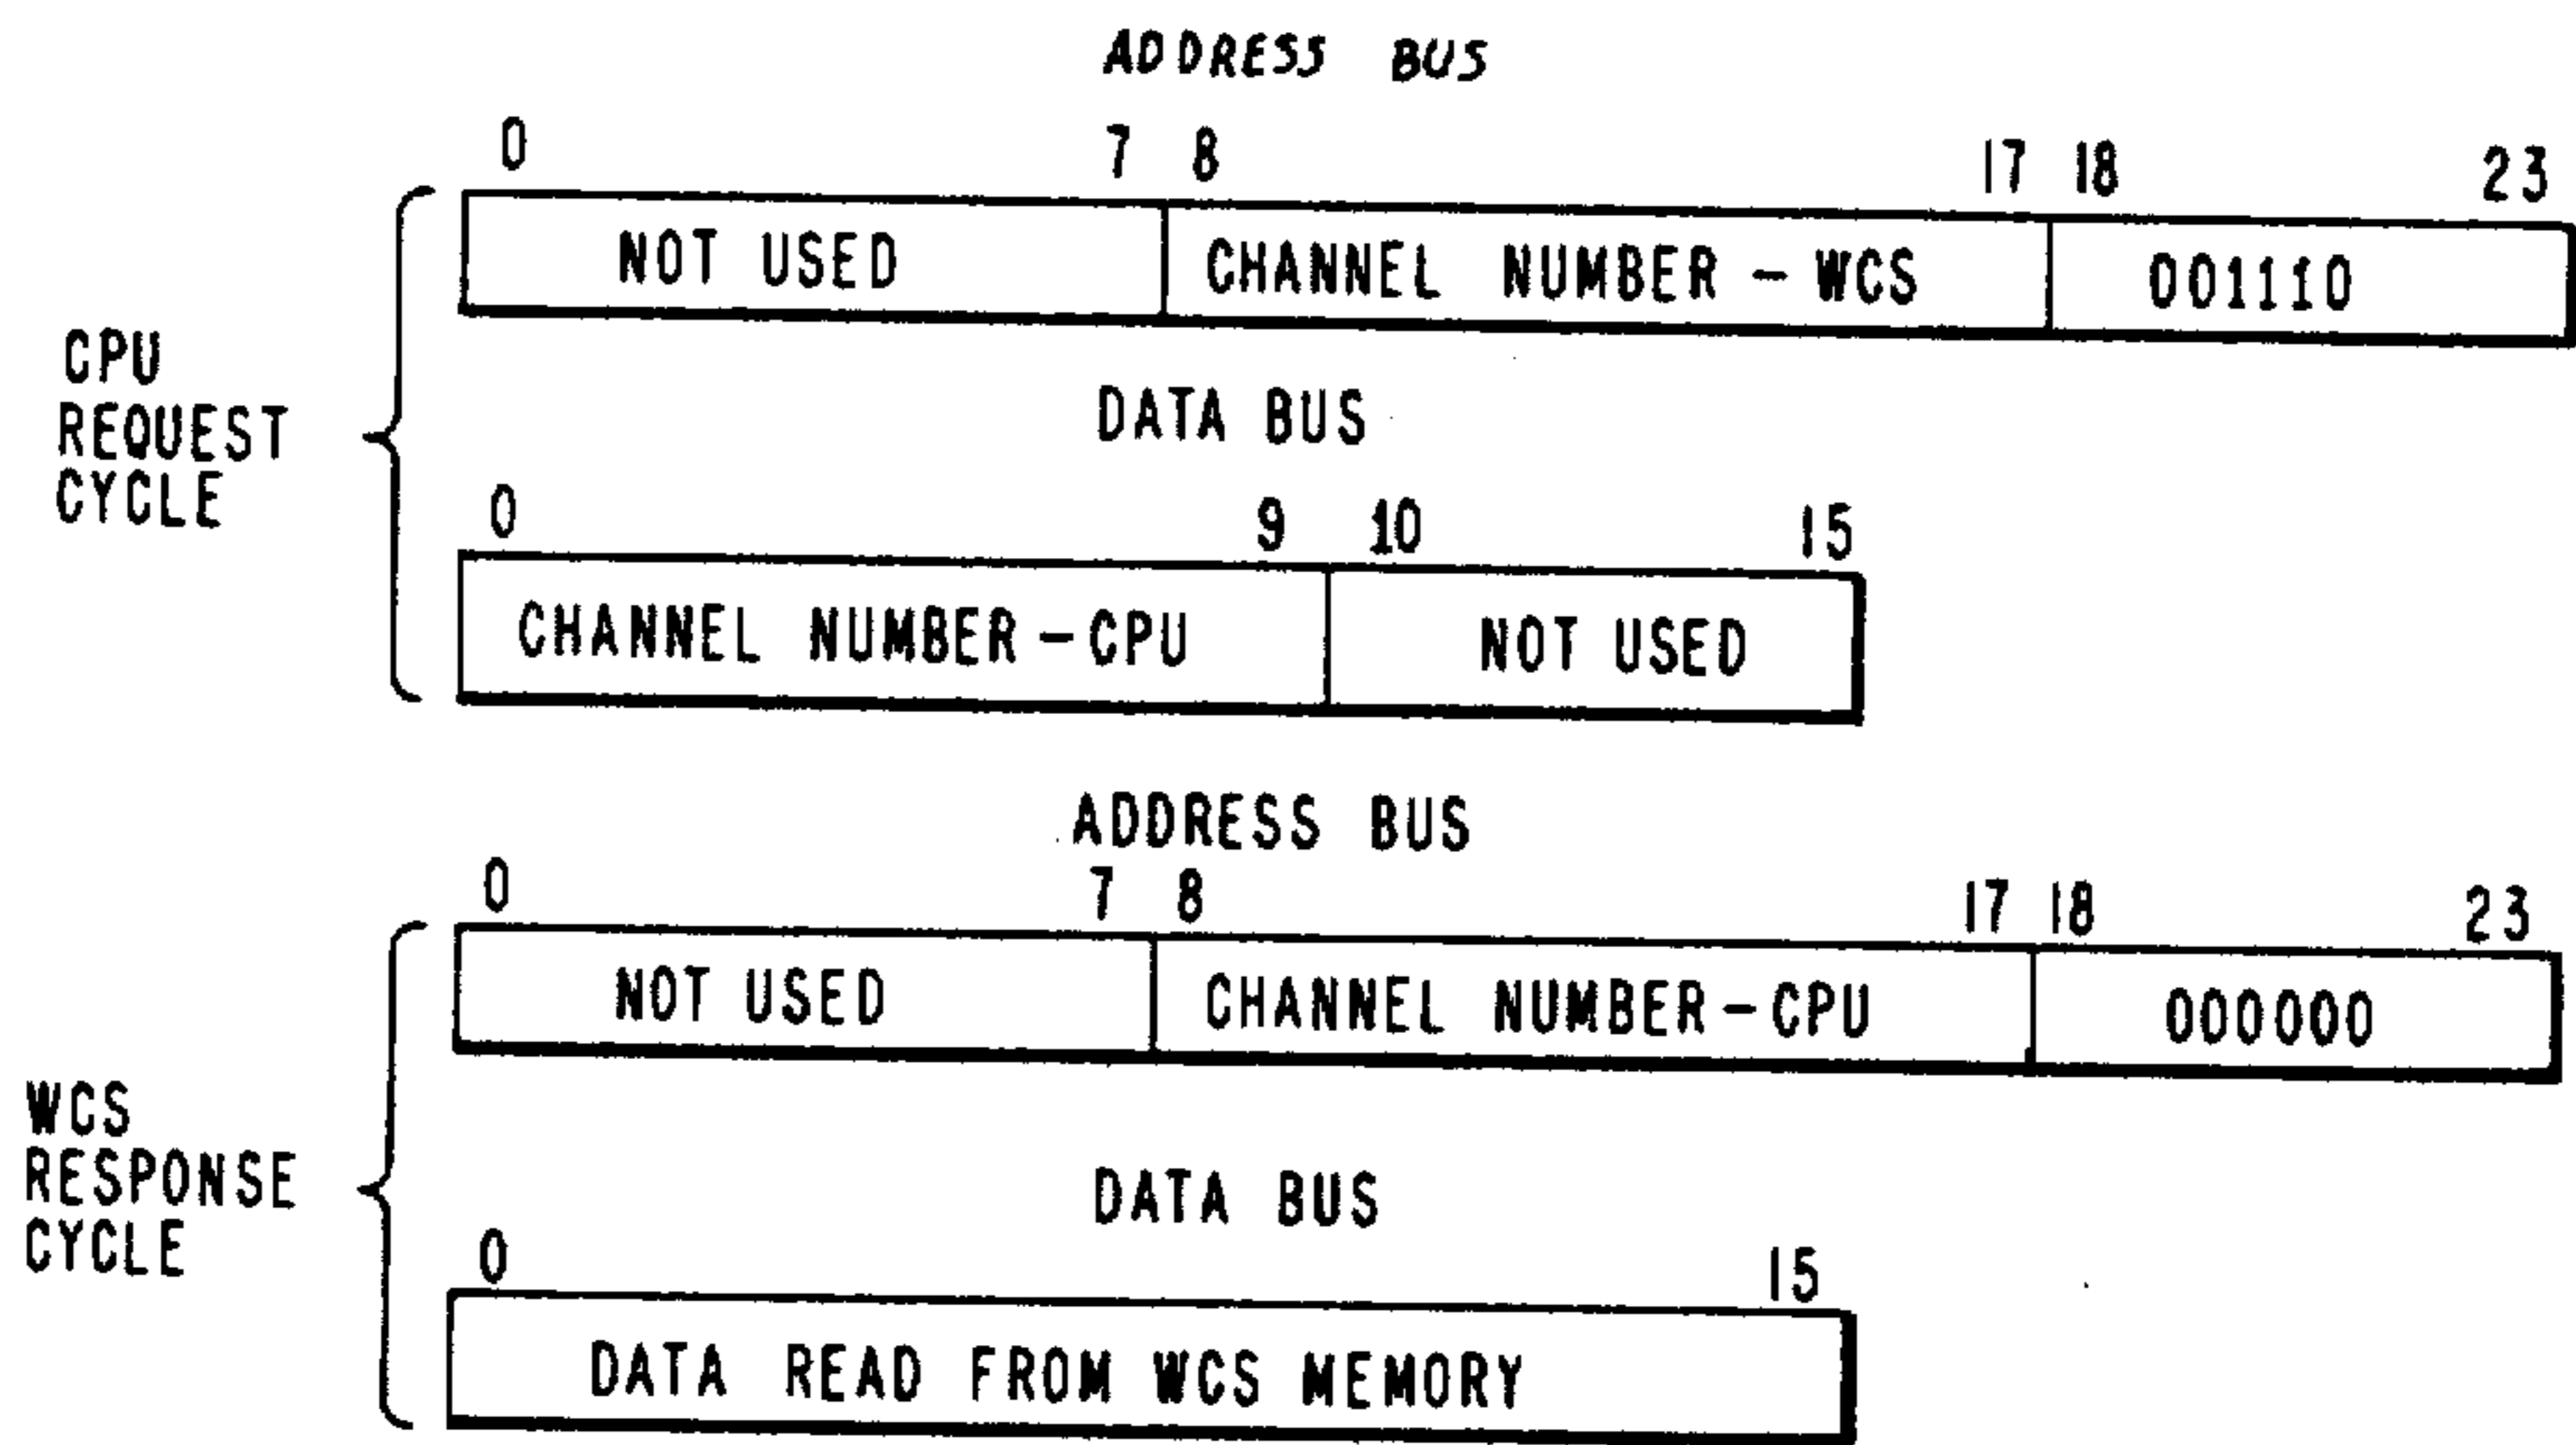 ADDRESS BUS
0 7 8 17 18 23
NOT USED CHANNEL NUMBER - WCS 001110
CPU
REQUEST
CYCLE
DATA BUS
0 9 10 15
CHANNEL NUMBER - CPU NOT USED
ADDRESS BUS
0 7 8 17 18 23
NOT USED CHANNEL NUMBER - CPU 000000
WCS
RESPONSE
CYCLE
DATA BUS
0 15
DATA READ FROM WCS MEMORY